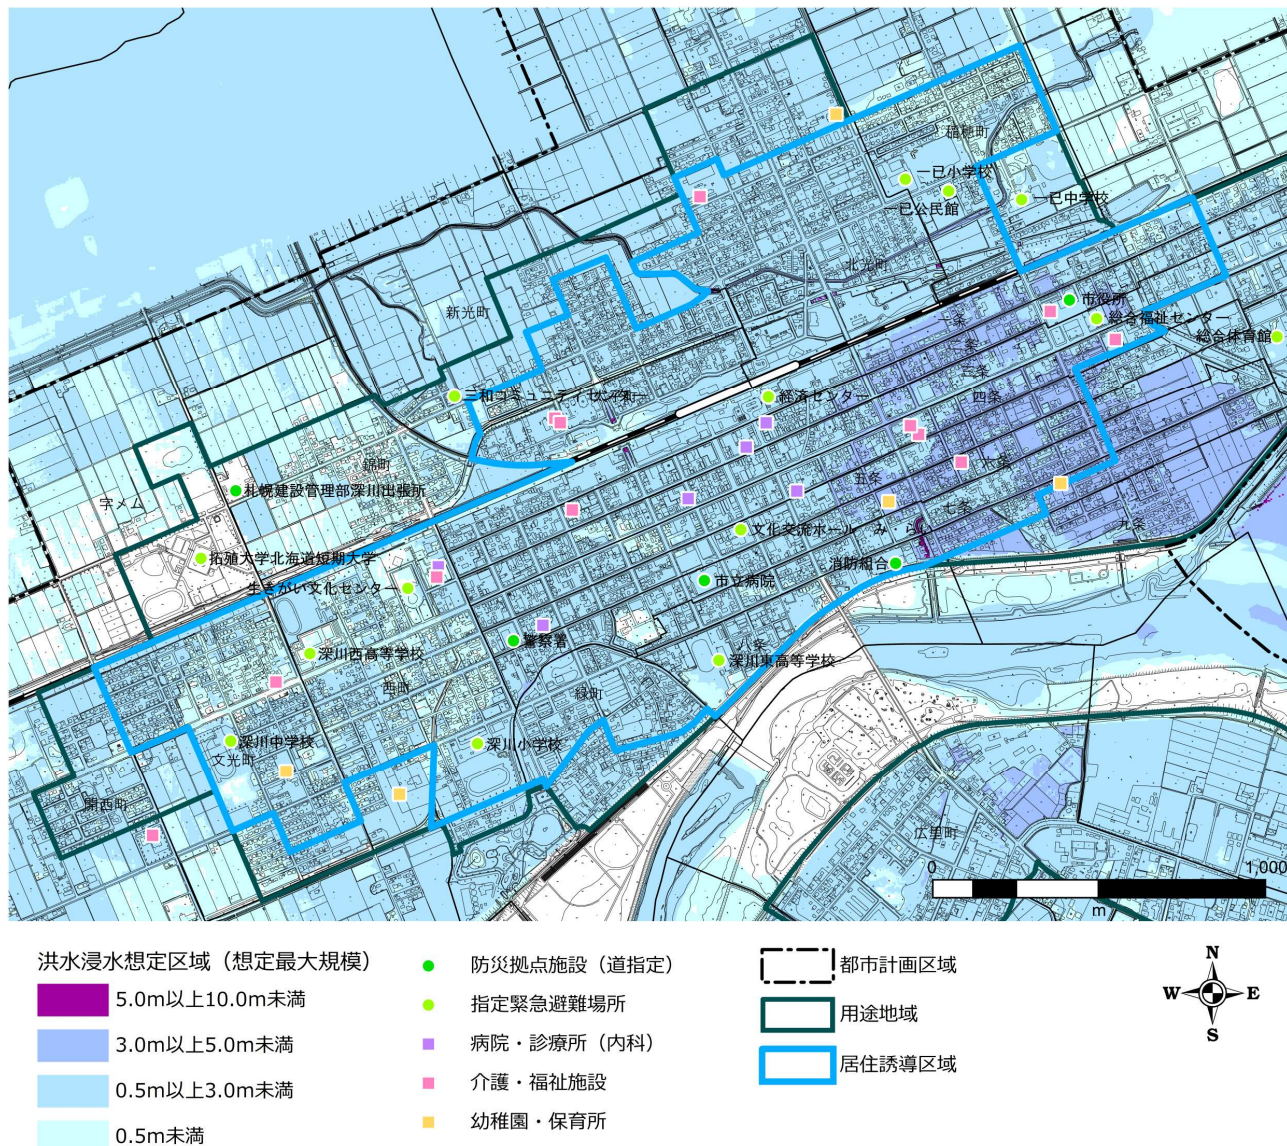 稲穂町
一已小学校
一已公民館
一已中学校
北光町
新光町
市役所
総合福祉センター
総合体育館
一条
二条
三条
四条
三和コミュニティセンター
経済センター
錦町
札幌建設管理部深川出張所
字メム
五条
六条
七条
九条
文化交流ホール み・らい
拓殖大学北海道短期大学
生きがい文化センター
消防組合
市立病院
警察署
八条
深川西高等学校
深川東高等学校
西町
緑町
深川中学校
文光町
深川小学校
開西町
広里町
0
1,000
m
洪水浸水想定区域（想定最大規模）
5.0m以上10.0m未満
3.0m以上5.0m未満
0.5m以上3.0m未満
0.5m未満
防災拠点施設（道指定）
指定緊急避難場所
病院・診療所（内科）
介護・福祉施設
幼稚園・保育所
都市計画区域
用途地域
居住誘導区域
N
W
E
S